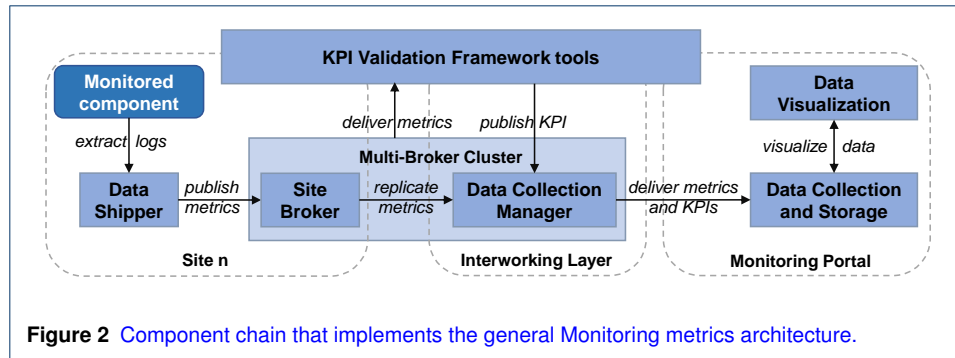 KPI Validation Framework tools
Monitored
component
Data
Visualization
extract logs
deliver metrics
publish KPI
visualize data
Multi-Broker Cluster
Data
Shipper
publish
metrics
Site
Broker
replicate
metrics
Data Collection
Manager
deliver metrics
and KPIs
Data Collection
and Storage
Site n
Interworking Layer
Monitoring Portal
Figure 2 Component chain that implements the general Monitoring metrics architecture.